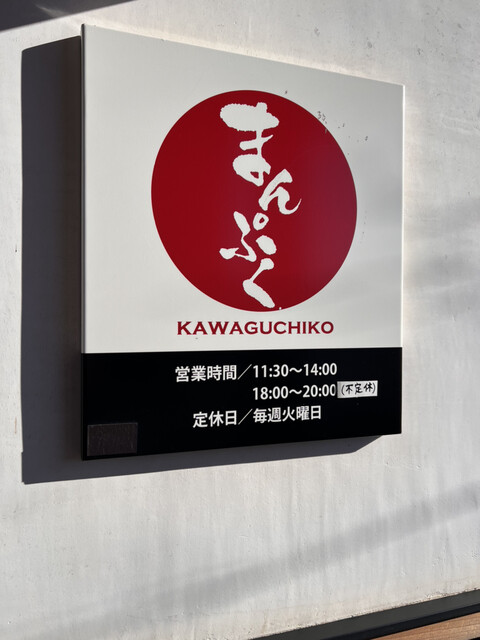 まんぷく
KAWAGUCHIKO
営業時間／11:30～14:00
18:00～20:00(不定休)
定休日／毎週火曜日